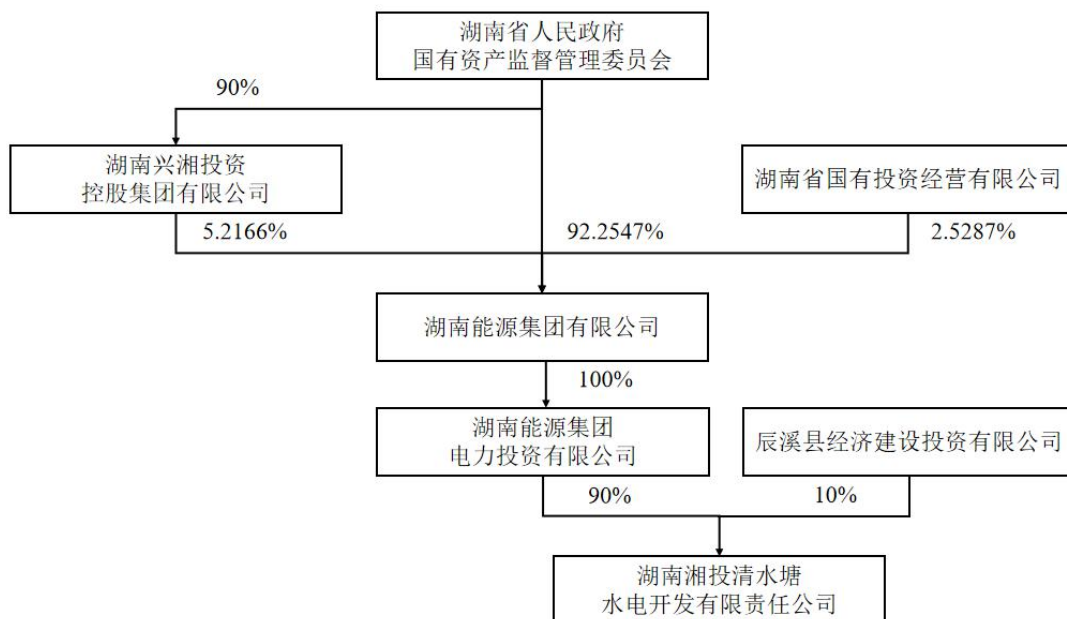 湖南省人民政府
国有资产监督管理委员会
90%
湖南兴湘投资
控股集团有限公司
湖南省国有投资经营有限公司
5.2166%
92.2547%
2.5287%
湖南能源集团有限公司
100%
湖南能源集团
电力投资有限公司
辰溪县经济建设投资有限公司
90%
10%
湖南湘投清水塘
水电开发有限责任公司